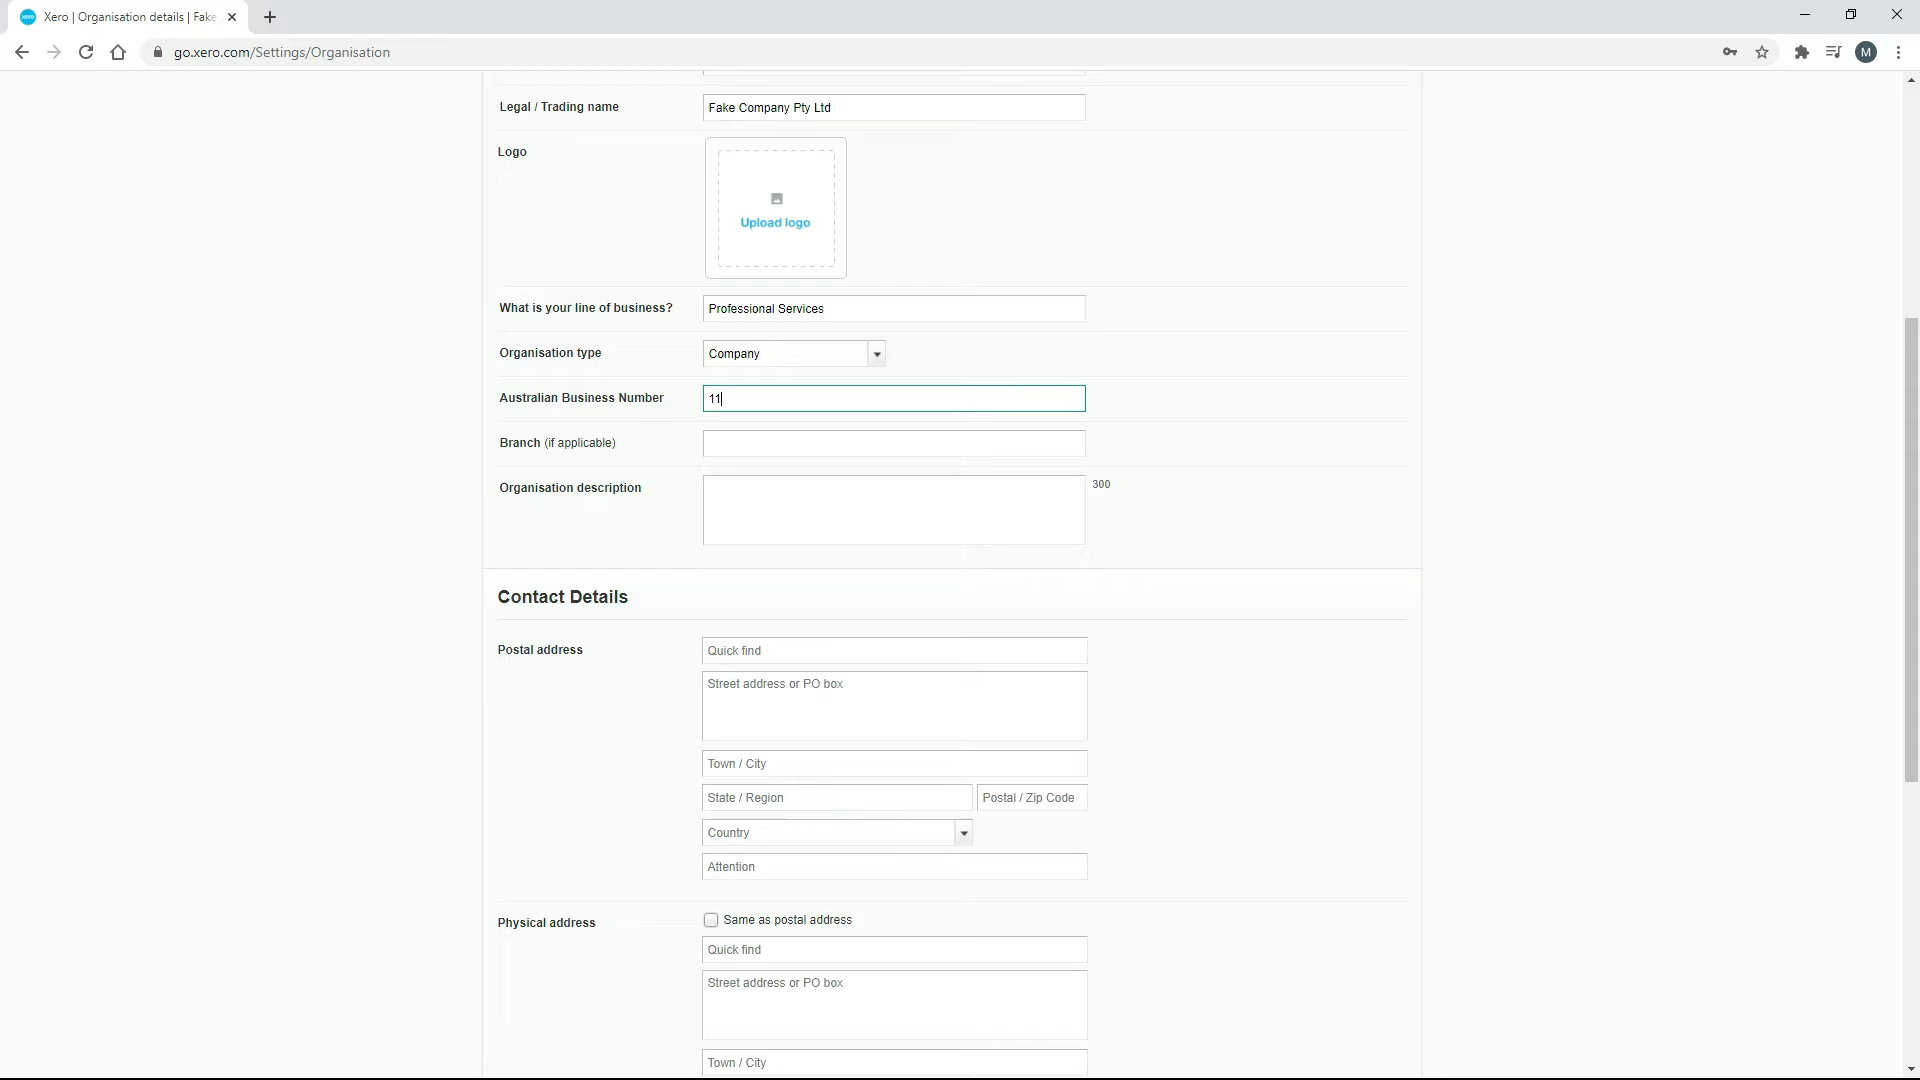 xero Xero | Organisation details | Fake
go.xero.com/Settings/Organisation
M
Legal / Trading name
Fake Company Pty Ltd
Logo
Upload logo
What is your line of business?
Professional Services
Organisation type
Company
Australian Business Number
11
Branch (if applicable)
Organisation description
300
Contact Details
Postal address
Quick find
Street address or PO box
Town / City
State / Region
Postal / Zip Code
Country
Attention
Physical address
Same as postal address
Quick find
Street address or PO box
Town / City